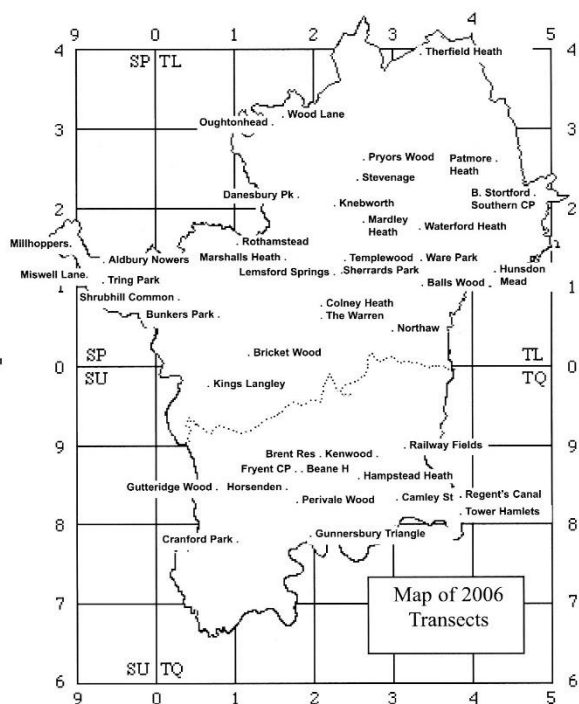 9 0 1 2 3 4 5
4 SP TL 4
.Therfield Heath
.Wood Lane
Oughtonhead.
3 3
.Pryors Wood
Patmore.
Heath
.Stevenage
Danesbury Pk.
B. Stortford.
Southern CP
Knebworth
2 2
.Mardley
Heath
.Waterford Heath
Millhoppers.
Rothamstead
.Aldbury Nowers
Marshalls Heath.
.Templewood
.Ware Park
Miswell Lane.
Lemsford Springs.
Sherrards Park
.Hunsdon
Mead
.Tring Park
1 1
Balls Wood.
Shrubhill Common.
.Colney Heath
Bunkers Park.
.The Warren
.Northaw
.Bricket Wood
0 SP TL 0
SU TQ
.Kings Langley
9 9
.Railway Fields
Brent Res. Kenwood.
Fryent CP. .Beane H
.Hampstead Heath
Gutteridge Wood.
Horsenden.
.Perivale Wood
.Camley St
.Regent's Canal
.Tower Hamlets
8 8
Cranford Park.
.Gunnersbury Triangle
Map of 2006
Transects
7 7
SU TQ
6 6
9 0 1 2 3 4 5